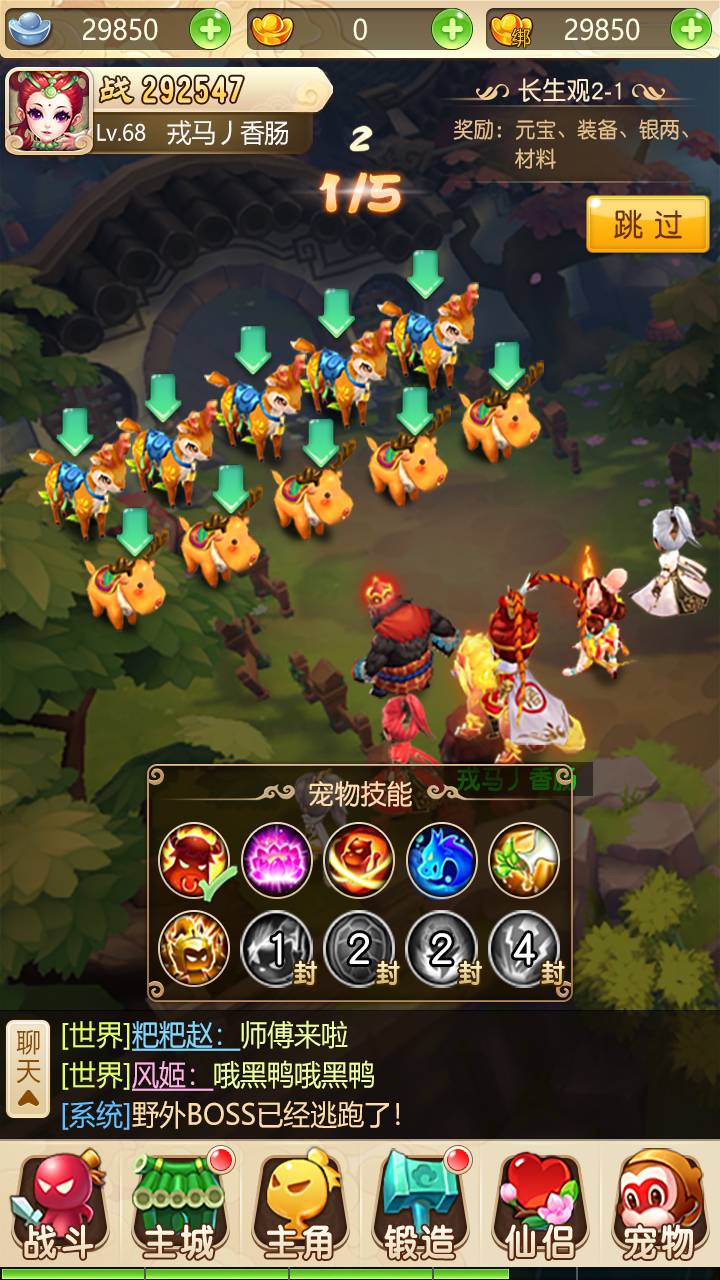 29850
0
绑
29850
战 292547
Lv.68 戎马丿香肠
2
1/5
长生观2-1
奖励：元宝、装备、银两、
材料
跳过
戎马丿香肠
宠物技能
1封
2封
2封
4封
聊天
[世界]粑粑赵：师傅来啦
[世界]风姬：哦黑鸭哦黑鸭
[系统]野外BOSS已经逃跑了！
战斗
主城
主角
锻造
仙侣
宠物